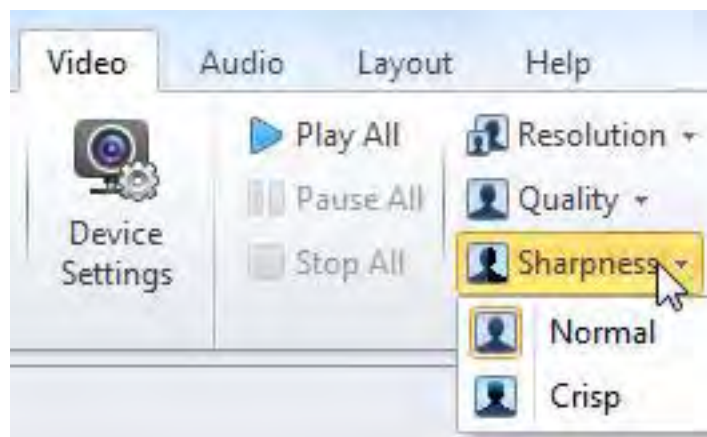 Video Audio Layout Help
Device
Settings
Play All
Pause All
Stop All
Resolution
Quality
Sharpness
Normal
Crisp